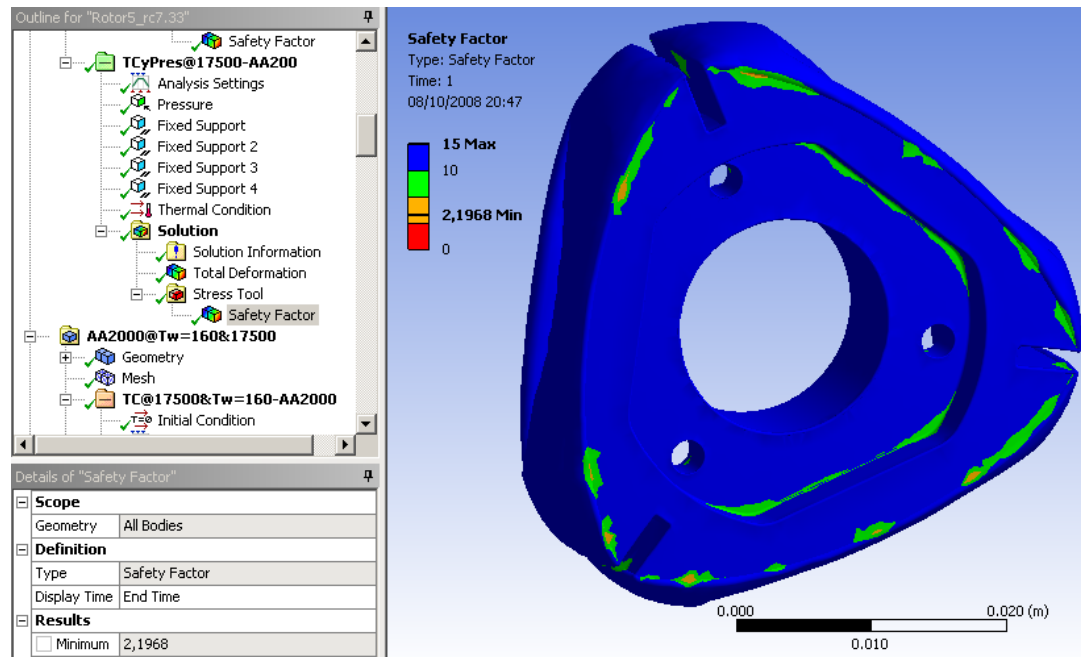 Outline for "Rotor5_rc7.33"
Safety Factor
TCyPres@17500-AA200
Analysis Settings
Pressure
Fixed Support
Fixed Support 2
Fixed Support 3
Fixed Support 4
Thermal Condition
Solution
Solution Information
Total Deformation
Stress Tool
Safety Factor
AA2000@Tw=160&17500
Geometry
Mesh
TC@17500&Tw=160-AA2000
T=0
Initial Condition
Details of "Safety Factor"
Scope
Geometry All Bodies
Definition
Type Safety Factor
Display Time End Time
Results
Minimum 2,1968
Safety Factor
Type: Safety Factor
Time: 1
08/10/2008 20:47
15 Max
10
2,1968 Min
0
0.000 0.020 (m)
0.010